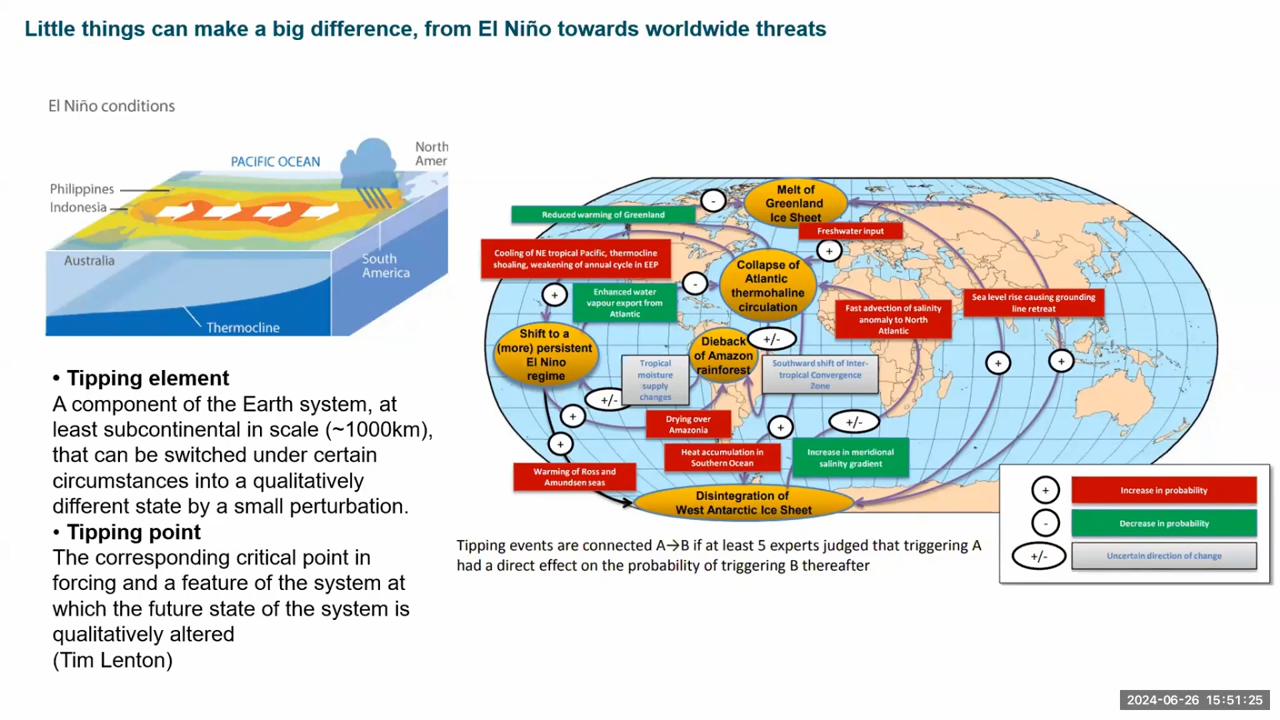 Little things can make a big difference, from El Niño towards worldwide threats
El Niño conditions
PACIFIC OCEAN
North
Amer
Philippines
Indonesia
Australia
South
America
Thermocline
• Tipping element
A component of the Earth system, at
least subcontinental in scale (~1000km),
that can be switched under certain
circumstances into a qualitatively
different state by a small perturbation.
• Tipping point
The corresponding critical point in
forcing and a feature of the system at
which the future state of the system is
qualitatively altered
(Tim Lenton)
Melt of
Greenland
Ice Sheet
-
Reduced warming of Greenland
Freshwater input
+
Cooling of NE tropical Pacific, thermocline
shoaling, weakening of annual cycle in EEP
Collapse of
Atlantic
thermohaline
circulation
-
+
Enhanced water
vapour export from
Atlantic
Fast advection of salinity
anomaly to North
Atlantic
Sea level rise causing grounding
line retreat
Shift to a
(more) persistent
El Nino
regime
Dieback
of Amazon
rainforest
+/-
+
+
Tropical
moisture
supply
changes
Southward shift of Inter-
tropical Convergence
Zone
+/-
+
Drying over
Amazonia
+
+/-
+
Heat accumulation in
Southern Ocean
Increase in meridional
salinity gradient
Warming of Ross and
Amundsen seas
Disintegration of
West Antarctic Ice Sheet
+
Increase in probability
-
Decrease in probability
+/-
Uncertain direction of change
Tipping events are connected A→B if at least 5 experts judged that triggering A
had a direct effect on the probability of triggering B thereafter
2024-06-26 15:51:25